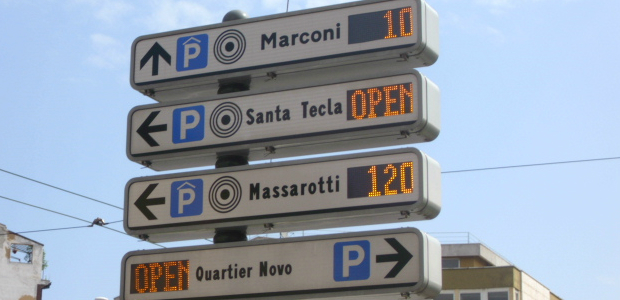 P Marconi 10
P Santa Tecla OPEN
P Massarotti 120
OPEN Quartier Novo P